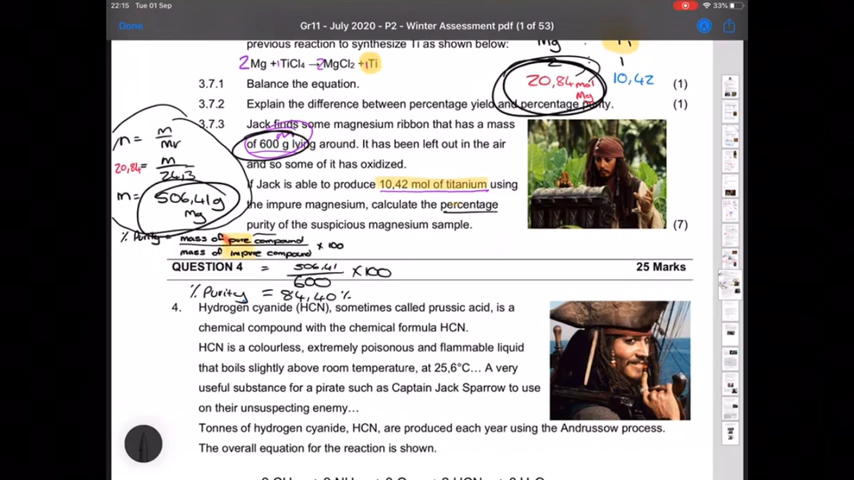 22:15 Tue 01 Sep
33%
Done
Gr11 - July 2020 - P2 - Winter Assessment pdf (1 of 53)
previous reaction to synthesize Ti as shown below:
Mg : Ti
2Mg + 1TiCl4 → 2MgCl2 + 1Ti
2 : 1
20,84 mol Mg
10,42
3.7.1 Balance the equation. (1)
3.7.2 Explain the difference between percentage yield and percentage purity. (1)
3.7.3 Jack finds some magnesium ribbon that has a mass
of 600 g lying around. It has been left out in the air
and so some of it has oxidized.
If Jack is able to produce 10,42 mol of titanium using
the impure magnesium, calculate the percentage
purity of the suspicious magnesium sample. (7)
m
n = m/mr
20,84 = m/24,3
m = 506,41g
Mg
% Purity = mass of pure compound / mass of impure compound × 100
QUESTION 4 25 Marks
= 506,41/600 × 100
% Purity = 84,40%
4. Hydrogen cyanide (HCN), sometimes called prussic acid, is a
chemical compound with the chemical formula HCN.
HCN is a colourless, extremely poisonous and flammable liquid
that boils slightly above room temperature, at 25,6°C... A very
useful substance for a pirate such as Captain Jack Sparrow to use
on their unsuspecting enemy...
Tonnes of hydrogen cyanide, HCN, are produced each year using the Andrussow process.
The overall equation for the reaction is shown.